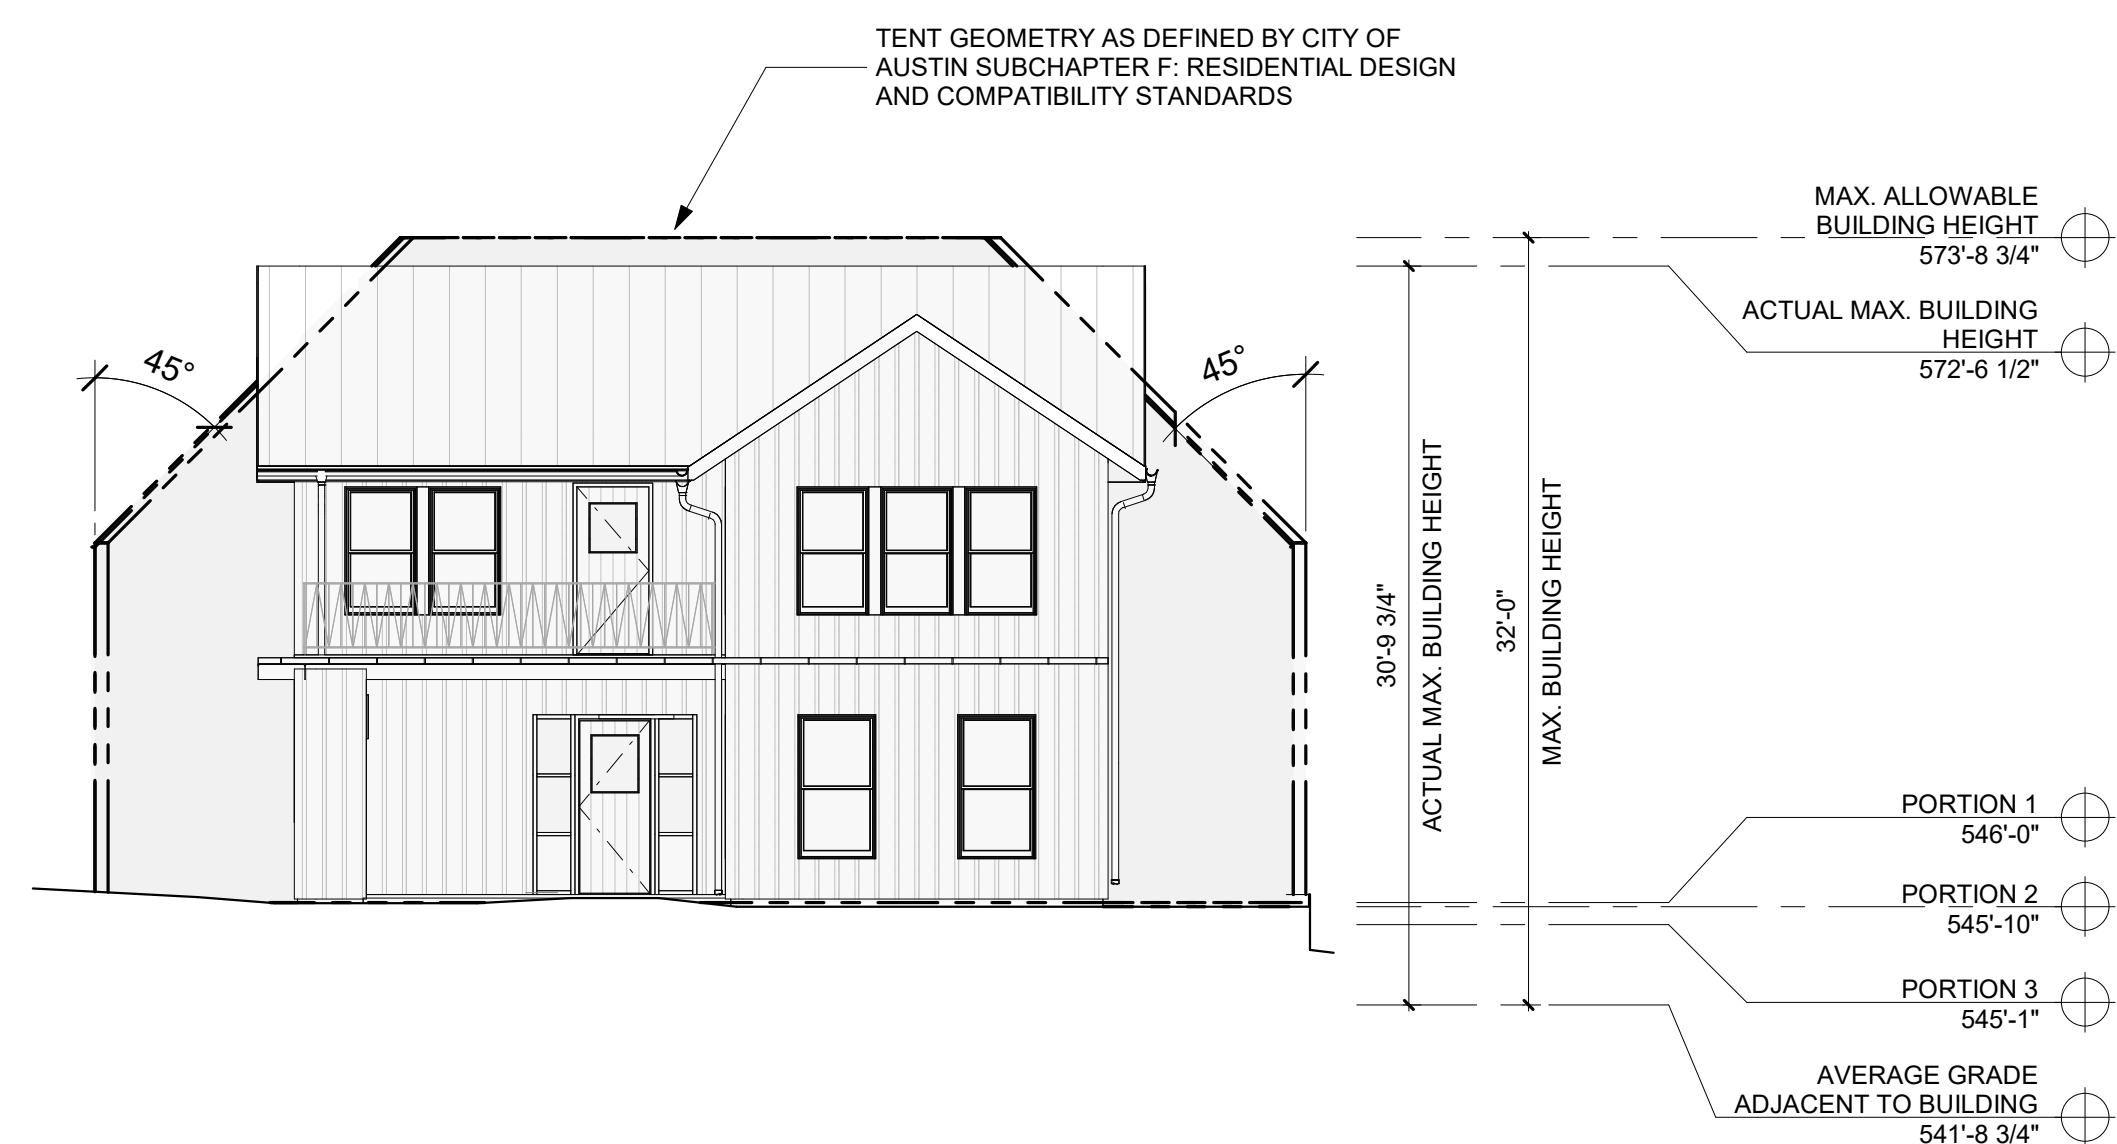 TENT GEOMETRY AS DEFINED BY CITY OF
AUSTIN SUBCHAPTER F: RESIDENTIAL DESIGN
AND COMPATIBILITY STANDARDS
45°
45°
MAX. ALLOWABLE
BUILDING HEIGHT
573'-8 3/4"
ACTUAL MAX. BUILDING
HEIGHT
572'-6 1/2"
30'-9 3/4"
ACTUAL MAX. BUILDING HEIGHT
32'-0"
MAX. BUILDING HEIGHT
PORTION 1
546'-0"
PORTION 2
545'-10"
PORTION 3
545'-1"
AVERAGE GRADE
ADJACENT TO BUILDING
541'-8 3/4"